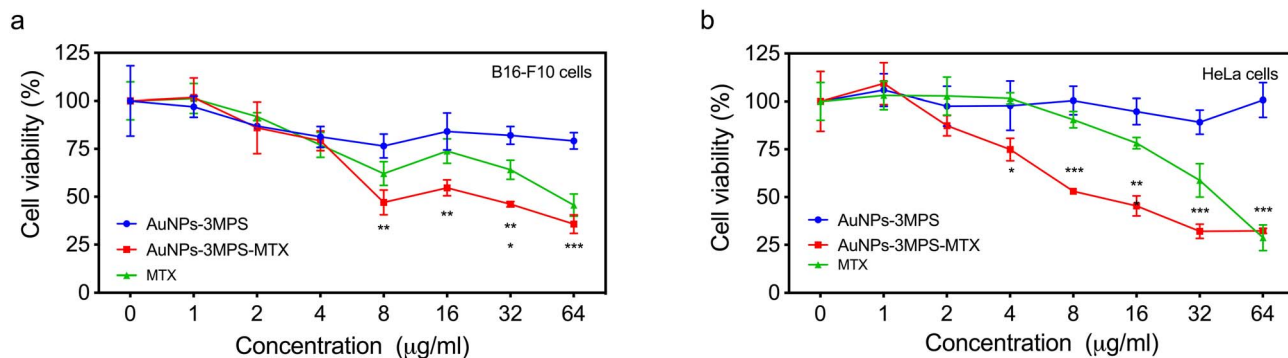 a
B16-F10 cells
Cell viability (%)
125
100
75
50
25
0
AuNPs-3MPS
AuNPs-3MPS-MTX
MTX
** ** ** ***
*
0 1 2 4 8 16 32 64
Concentration (μg/ml)
b
HeLa cells
Cell viability (%)
125
100
75
50
25
0
AuNPs-3MPS
AuNPs-3MPS-MTX
MTX
* *** ** *** ***
*
0 1 2 4 8 16 32 64
Concentration (μg/ml)